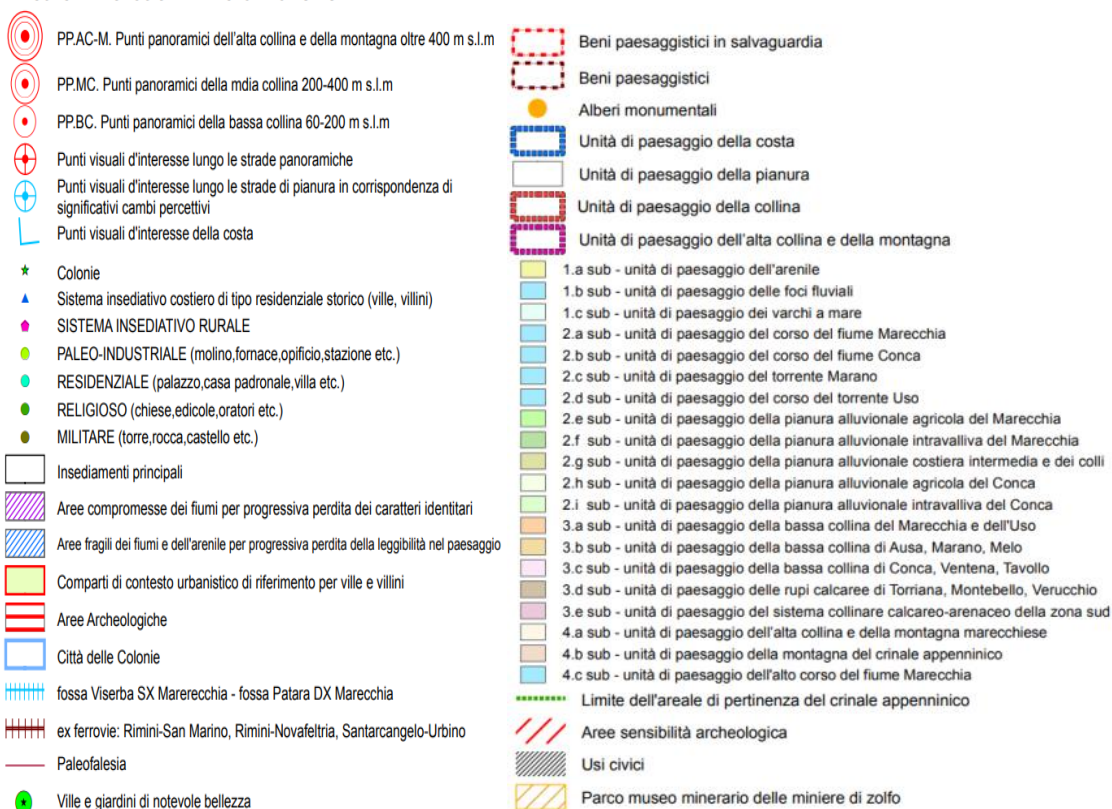 PP.AC-M. Punti panoramici dell'alta collina e della montagna oltre 400 m s.l.m
PP.MC. Punti panoramici della mdia collina 200-400 m s.l.m
PP.BC. Punti panoramici della bassa collina 60-200 m s.l.m
Punti visuali d'interesse lungo le strade panoramiche
Punti visuali d'interesse lungo le strade di pianura in corrispondenza di
significativi cambi percettivi
Punti visuali d'interesse della costa
Colonie
Sistema insediativo costiero di tipo residenziale storico (ville, villini)
SISTEMA INSEDIATIVO RURALE
PALEO-INDUSTRIALE (molino,fornace,opificio,stazione etc.)
RESIDENZIALE (palazzo,casa padronale,villa etc.)
RELIGIOSO (chiese,edicole,oratori etc.)
MILITARE (torre,rocca,castello etc.)
Insediamenti principali
Aree compromesse dei fiumi per progressiva perdita dei caratteri identitari
Aree fragili dei fiumi e dell'arenile per progressiva perdita della leggibilità nel paesaggio
Comparti di contesto urbanistico di riferimento per ville e villini
Aree Archeologiche
Città delle Colonie
fossa Viserba SX Marerecchia - fossa Patara DX Marecchia
ex ferrovie: Rimini-San Marino, Rimini-Novafeltria, Santarcangelo-Urbino
Paleofalesia
Ville e giardini di notevole bellezza
Beni paesaggistici in salvaguardia
Beni paesaggistici
Alberi monumentali
Unità di paesaggio della costa
Unità di paesaggio della pianura
Unità di paesaggio della collina
Unità di paesaggio dell'alta collina e della montagna
1.a sub - unità di paesaggio dell'arenile
1.b sub - unità di paesaggio delle foci fluviali
1.c sub - unità di paesaggio dei varchi a mare
2.a sub - unità di paesaggio del corso del fiume Marecchia
2.b sub - unità di paesaggio del corso del fiume Conca
2.c sub - unità di paesaggio del torrente Marano
2.d sub - unità di paesaggio del corso del torrente Uso
2.e sub - unità di paesaggio della pianura alluvionale agricola del Marecchia
2.f sub - unità di paesaggio della pianura alluvionale intravalliva del Marecchia
2.g sub - unità di paesaggio della pianura alluvionale costiera intermedia e dei colli
2.h sub - unità di paesaggio della pianura alluvionale agricola del Conca
2.i sub - unità di paesaggio della pianura alluvionale intravalliva del Conca
3.a sub - unità di paesaggio della bassa collina del Marecchia e dell'Uso
3.b sub - unità di paesaggio della bassa collina di Ausa, Marano, Melo
3.c sub - unità di paesaggio della bassa collina di Conca, Ventena, Tavollo
3.d sub - unità di paesaggio delle rupi calcaree di Torriana, Montebello, Verucchio
3.e sub - unità di paesaggio del sistema collinare calcareo-arenaceo della zona sud
4.a sub - unità di paesaggio dell'alta collina e della montagna marecchiese
4.b sub - unità di paesaggio della montagna del crinale appenninico
4.c sub - unità di paesaggio dell'alto corso del fiume Marecchia
Limite dell'areale di pertinenza del crinale appenninico
Aree sensibilità archeologica
Usi civici
Parco museo minerario delle miniere di zolfo